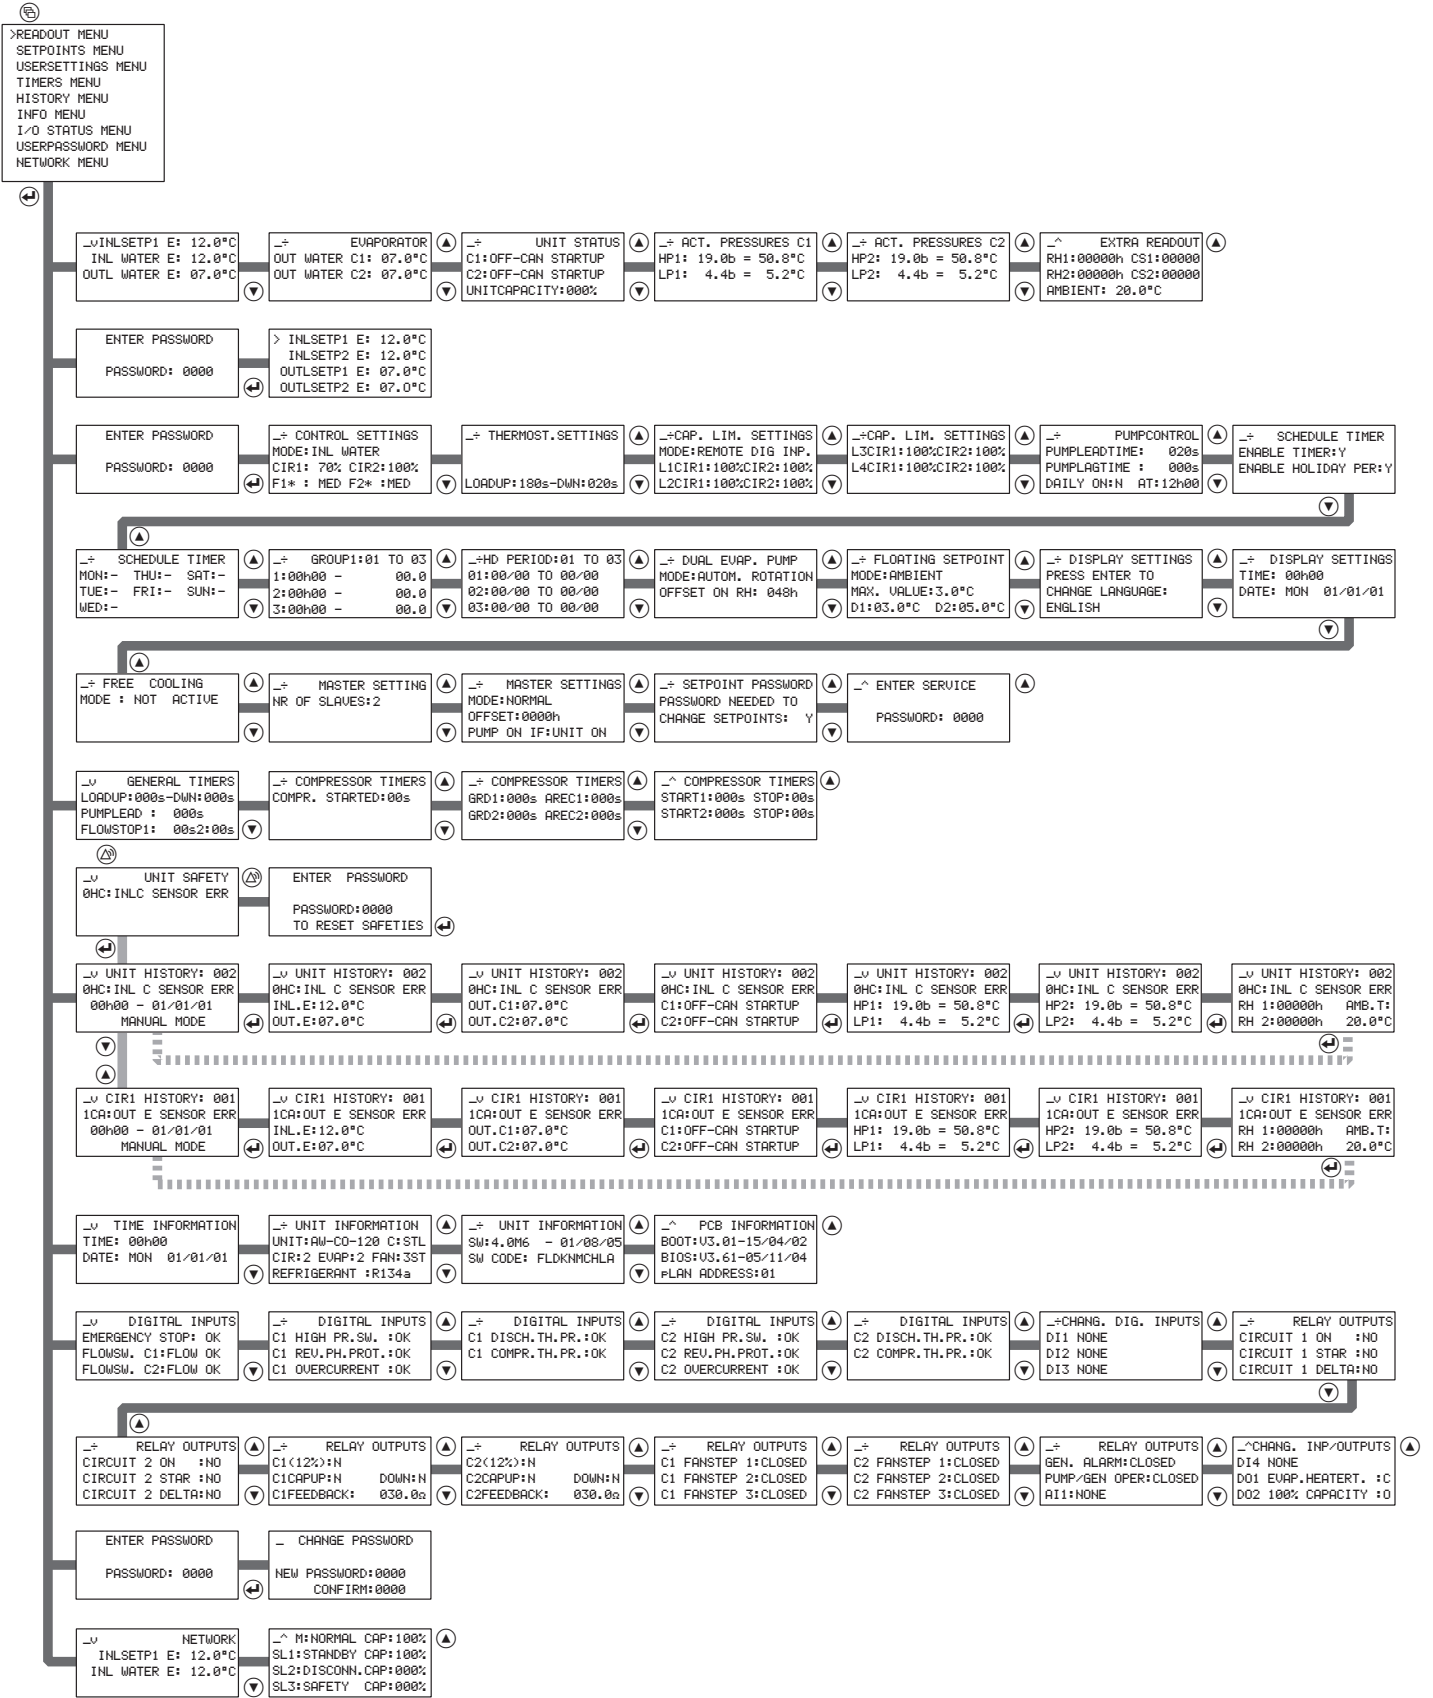 >READOUT MENU
SETPOINTS MENU
USERSETTINGS MENU
TIMERS MENU
HISTORY MENU
INFO MENU
I/O STATUS MENU
USERPASSWORD MENU
NETWORK MENU
_vINLSETP1 E: 12.0°C
INL WATER E: 12.0°C
OUTL WATER E: 07.0°C
_÷ EVAPORATOR
OUT WATER C1: 07.0°C
OUT WATER C2: 07.0°C
_÷ UNIT STATUS
C1:OFF-CAN STARTUP
C2:OFF-CAN STARTUP
UNITCAPACITY:000%
_÷ ACT. PRESSURES C1
HP1: 19.0b = 50.8°C
LP1: 4.4b = 5.2°C
_÷ ACT. PRESSURES C2
HP2: 19.0b = 50.8°C
LP2: 4.4b = 5.2°C
_^ EXTRA READOUT
RH1:00000h CS1:00000
RH2:00000h CS2:00000
AMBIENT: 20.0°C
ENTER PASSWORD
PASSWORD: 0000
> INLSETP1 E: 12.0°C
INLSETP2 E: 12.0°C
OUTLSETP1 E: 07.0°C
OUTLSETP2 E: 07.0°C
ENTER PASSWORD
PASSWORD: 0000
_÷ CONTROL SETTINGS
MODE:INL WATER
CIR1: 70% CIR2:100%
F1* : MED F2* :MED
_÷ THERMOST.SETTINGS
LOADUP:180s-DWN:020s
_÷CAP. LIM. SETTINGS
MODE:REMOTE DIG INP.
L1CIR1:100%CIR2:100%
L2CIR1:100%CIR2:100%
_÷CAP. LIM. SETTINGS
L3CIR1:100%CIR2:100%
L4CIR1:100%CIR2:100%
_÷ PUMPCONTROL
PUMPLEADTIME: 020s
PUMPLAGTIME : 000s
DAILY ON:N AT:12h00
_÷ SCHEDULE TIMER
ENABLE TIMER:Y
ENABLE HOLIDAY PER:Y
_÷ SCHEDULE TIMER
MON:- THU:- SAT:-
TUE:- FRI:- SUN:-
WED:-
_÷ GROUP1:01 TO 03
1:00h00 - 00.0
2:00h00 - 00.0
3:00h00 - 00.0
_÷HD PERIOD:01 TO 03
01:00/00 TO 00/00
02:00/00 TO 00/00
03:00/00 TO 00/00
_÷ DUAL EVAP. PUMP
MODE:AUTOM. ROTATION
OFFSET ON RH: 048h
_÷ FLOATING SETPOINT
MODE:AMBIENT
MAX. VALUE:3.0°C
D1:03.0°C D2:05.0°C
_÷ DISPLAY SETTINGS
PRESS ENTER TO
CHANGE LANGUAGE:
ENGLISH
_÷ DISPLAY SETTINGS
TIME: 00h00
DATE: MON 01/01/01
_÷ FREE COOLING
MODE : NOT ACTIVE
_÷ MASTER SETTING
NR OF SLAVES:2
_÷ MASTER SETTINGS
MODE:NORMAL
OFFSET:0000h
PUMP ON IF:UNIT ON
_÷ SETPOINT PASSWORD
PASSWORD NEEDED TO
CHANGE SETPOINTS: Y
_^ ENTER SERVICE
PASSWORD: 0000
_v GENERAL TIMERS
LOADUP:000s-DWN:000s
PUMPLEAD : 000s
FLOWSTOP1: 00s2:00s
_÷ COMPRESSOR TIMERS
COMPR. STARTED:00s
_÷ COMPRESSOR TIMERS
GRD1:000s AREC1:000s
GRD2:000s AREC2:000s
_^ COMPRESSOR TIMERS
START1:000s STOP:00s
START2:000s STOP:00s
_v UNIT SAFETY
0HC:INLC SENSOR ERR
ENTER PASSWORD
PASSWORD:0000
TO RESET SAFETIES
_v UNIT HISTORY: 002
0HC:INL C SENSOR ERR
00h00 - 01/01/01
MANUAL MODE
_v UNIT HISTORY: 002
0HC:INL C SENSOR ERR
INL.E:12.0°C
OUT.E:07.0°C
_v UNIT HISTORY: 002
0HC:INL C SENSOR ERR
OUT.C1:07.0°C
OUT.C2:07.0°C
_v UNIT HISTORY: 002
0HC:INL C SENSOR ERR
C1:OFF-CAN STARTUP
C2:OFF-CAN STARTUP
_v UNIT HISTORY: 002
0HC:INL C SENSOR ERR
HP1: 19.0b = 50.8°C
LP1: 4.4b = 5.2°C
_v UNIT HISTORY: 002
0HC:INL C SENSOR ERR
HP2: 19.0b = 50.8°C
LP2: 4.4b = 5.2°C
_v UNIT HISTORY: 002
0HC:INL C SENSOR ERR
RH 1:00000h AMB.T:
RH 2:00000h 20.0°C
_v CIR1 HISTORY: 001
1CA:OUT E SENSOR ERR
00h00 - 01/01/01
MANUAL MODE
_v CIR1 HISTORY: 001
1CA:OUT E SENSOR ERR
INL.E:12.0°C
OUT.E:07.0°C
_v CIR1 HISTORY: 001
1CA:OUT E SENSOR ERR
OUT.C1:07.0°C
OUT.C2:07.0°C
_v CIR1 HISTORY: 001
1CA:OUT E SENSOR ERR
C1:OFF-CAN STARTUP
C2:OFF-CAN STARTUP
_v CIR1 HISTORY: 001
1CA:OUT E SENSOR ERR
HP1: 19.0b = 50.8°C
LP1: 4.4b = 5.2°C
_v CIR1 HISTORY: 001
1CA:OUT E SENSOR ERR
HP2: 19.0b = 50.8°C
LP2: 4.4b = 5.2°C
_v CIR1 HISTORY: 001
1CA:OUT E SENSOR ERR
RH 1:00000h AMB.T:
RH 2:00000h 20.0°C
_v TIME INFORMATION
TIME: 00h00
DATE: MON 01/01/01
_÷ UNIT INFORMATION
UNIT:AW-CO-120 C:STL
CIR:2 EVAP:2 FAN:3ST
REFRIGERANT :R134a
_÷ UNIT INFORMATION
SW:4.0M6 - 01/08/05
SW CODE: FLDKNMCHLA
_^ PCB INFORMATION
BOOT:V3.01-15/04/02
BIOS:V3.61-05/11/04
pLAN ADDRESS:01
_v DIGITAL INPUTS
EMERGENCY STOP: OK
FLOWSW. C1:FLOW OK
FLOWSW. C2:FLOW OK
_÷ DIGITAL INPUTS
C1 HIGH PR.SW. :OK
C1 REV.PH.PROT.:OK
C1 OVERCURRENT :OK
_÷ DIGITAL INPUTS
C1 DISCH.TH.PR.:OK
C1 COMPR.TH.PR.:OK
_÷ DIGITAL INPUTS
C2 HIGH PR.SW. :OK
C2 REV.PH.PROT.:OK
C2 OVERCURRENT :OK
_÷ DIGITAL INPUTS
C2 DISCH.TH.PR.:OK
C2 COMPR.TH.PR.:OK
_÷CHANG. DIG. INPUTS
DI1 NONE
DI2 NONE
DI3 NONE
_÷ RELAY OUTPUTS
CIRCUIT 1 ON :NO
CIRCUIT 1 STAR :NO
CIRCUIT 1 DELTA:NO
_÷ RELAY OUTPUTS
CIRCUIT 2 ON :NO
CIRCUIT 2 STAR :NO
CIRCUIT 2 DELTA:NO
_÷ RELAY OUTPUTS
C1(12%):N
C1CAPUP:N DOWN:N
C1FEEDBACK: 030.0Ω
_÷ RELAY OUTPUTS
C2(12%):N
C2CAPUP:N DOWN:N
C2FEEDBACK: 030.0Ω
_÷ RELAY OUTPUTS
C1 FANSTEP 1:CLOSED
C1 FANSTEP 2:CLOSED
C1 FANSTEP 3:CLOSED
_÷ RELAY OUTPUTS
C2 FANSTEP 1:CLOSED
C2 FANSTEP 2:CLOSED
C2 FANSTEP 3:CLOSED
_÷ RELAY OUTPUTS
GEN. ALARM:CLOSED
PUMP/GEN OPER:CLOSED
AI1:NONE
_^CHANG. INP/OUTPUTS
DI4 NONE
DO1 EVAP.HEATERT. :C
DO2 100% CAPACITY :O
ENTER PASSWORD
PASSWORD: 0000
_ CHANGE PASSWORD
NEW PASSWORD:0000
CONFIRM:0000
_v NETWORK
INLSETP1 E: 12.0°C
INL WATER E: 12.0°C
_^ M:NORMAL CAP:100%
SL1:STANDBY CAP:100%
SL2:DISCONN.CAP:000%
SL3:SAFETY CAP:000%